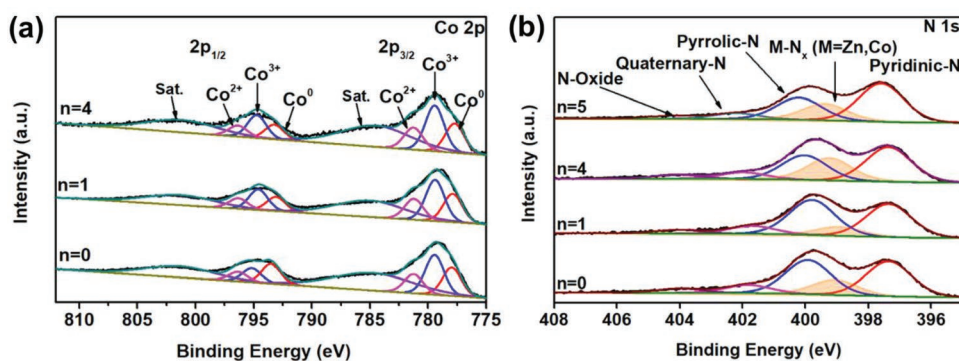 (a)
Co 2p
2p1/2
2p3/2
Co3+
Co3+
Sat.
Co2+
Co0
Sat.
Co2+
Co0
n=4
n=1
n=0
Intensity (a.u.)
810 805 800 795 790 785 780 775
Binding Energy (eV)
(b)
N 1s
Pyrrolic-N
M-Nx (M=Zn,Co)
Quaternary-N
Pyridinic-N
N-Oxide
n=5
n=4
n=1
n=0
Intensity (a.u.)
408 406 404 402 400 398 396
Binding Energy (eV)